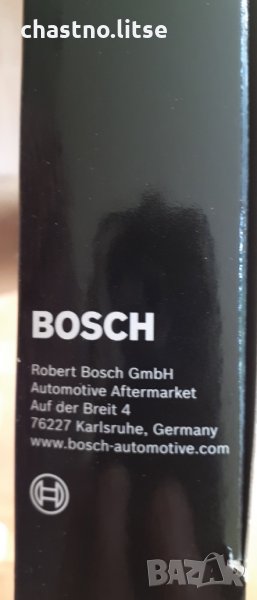 chastno.litse
BOSCH
Robert Bosch GmbH
Automotive Aftermarket
Auf der Breit 4
76227 Karlsruhe, Germany
www.bosch-automotive.com
BAZAR